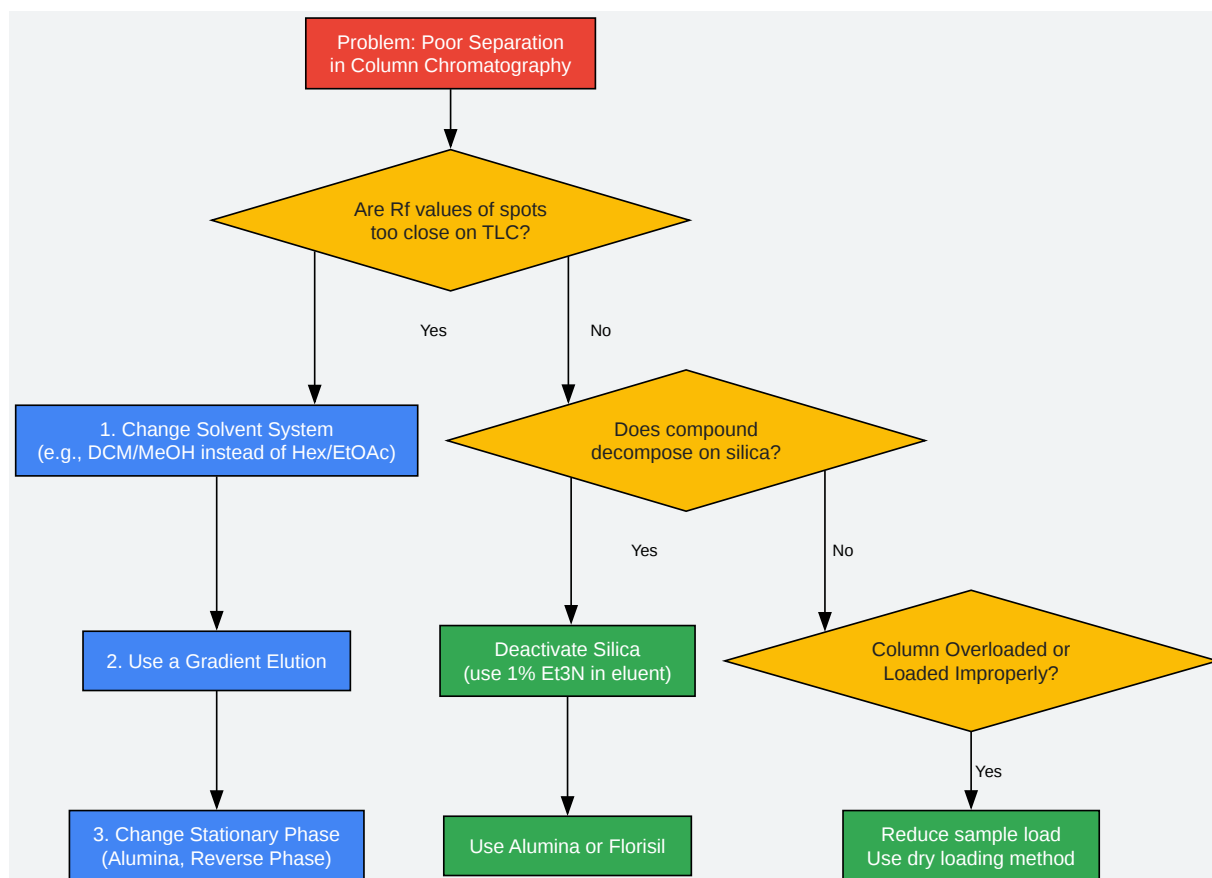 Problem: Poor Separation
in Column Chromatography
Are Rf values of spots
too close on TLC?
Yes
No
1. Change Solvent System
(e.g., DCM/MeOH instead of Hex/EtOAc)
Does compound
decompose on silica?
Yes
No
2. Use a Gradient Elution
Deactivate Silica
(use 1% Et3N in eluent)
Column Overloaded or
Loaded Improperly?
Yes
3. Change Stationary Phase
(Alumina, Reverse Phase)
Use Alumina or Florisil
Reduce sample load
Use dry loading method